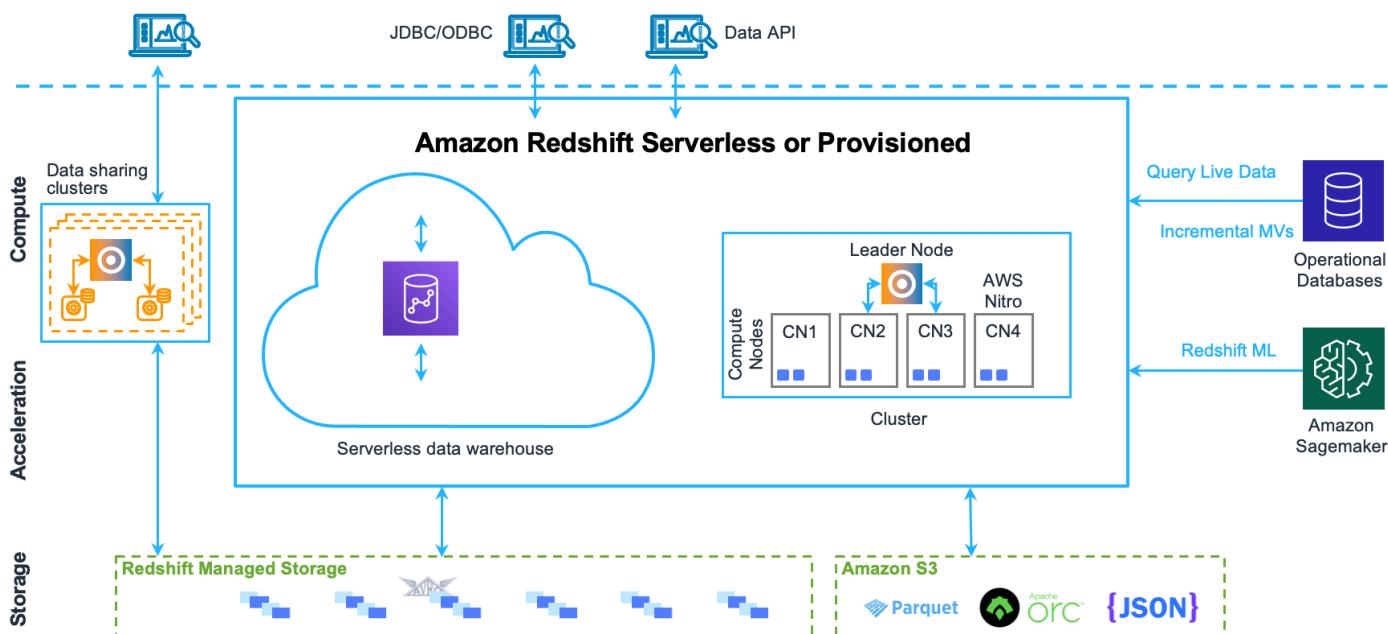 JDBC/ODBC
Data API
Amazon Redshift Serverless or Provisioned
Compute
Data sharing
clusters
Query Live Data
Incremental MVs
Operational
Databases
Leader Node
AWS
Nitro
Compute
Nodes
CN1
CN2
CN3
CN4
Cluster
Redshift ML
Amazon
Sagemaker
Acceleration
Serverless data warehouse
Storage
Redshift Managed Storage
AVRO
Amazon S3
Parquet
Apache
orc
{JSON}